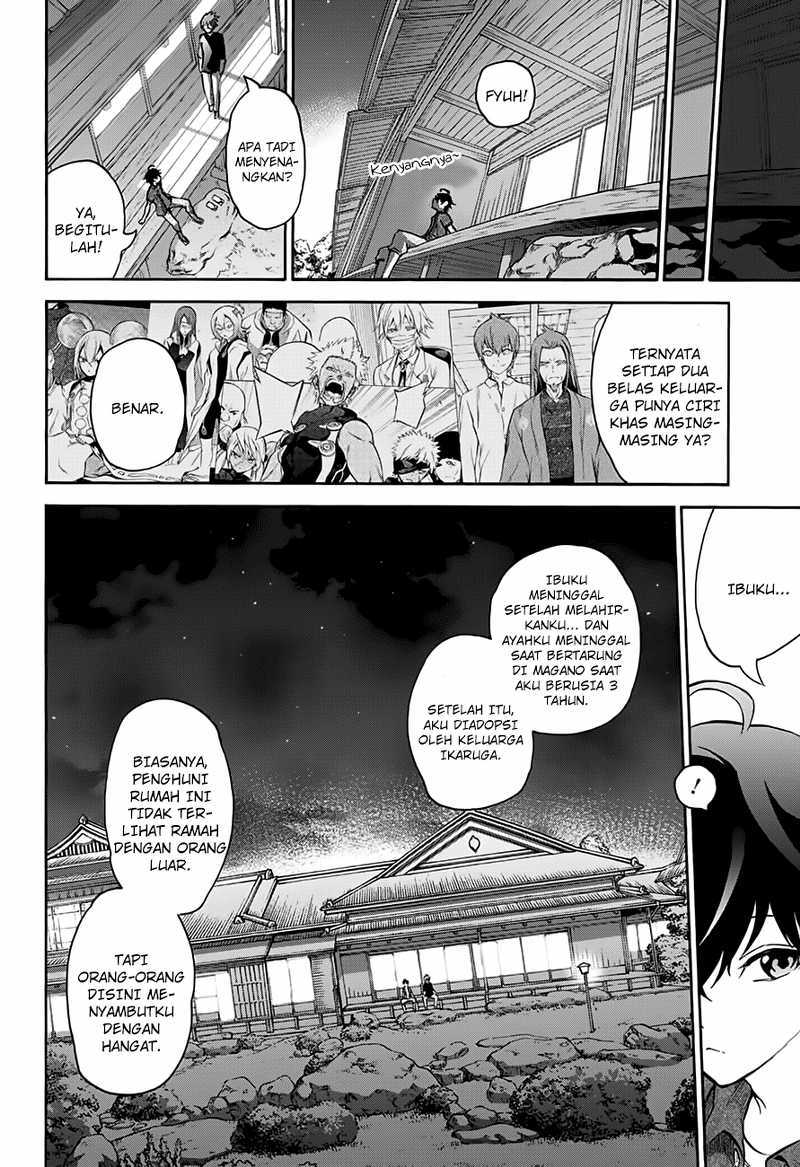 FYUH!
Kenyangnya~
APA TADI
MENYENA-
NGKAN?
YA,
BEGITU-
LAH!
TERNYATA
SETIAP DUA
BELAS KELUAR-
GA PUNYA CIRI
KHAS MASING-
MASING YA?
BENAR.
IBUKU...
!
IBUKU
MENINGGAL
SETELAH MELAHIR-
KANKU... DAN
AYAHKU MENINGGAL
SAAT BERTARUNG
DI MAGANO SAAT
AKU BERUSIA 3
TAHUN.
SETELAH ITU,
AKU DIADOPSI
OLEH KELUARGA
IKARUGA.
BIASANYA,
PENGHUNI
RUMAH INI
TIDAK TER-
LIHAT RAMAH
DENGAN ORANG
LUAR.
TAPI
ORANG-ORANG
DISINI ME-
NYAMBUTKU
DENGAN
HANGAT.